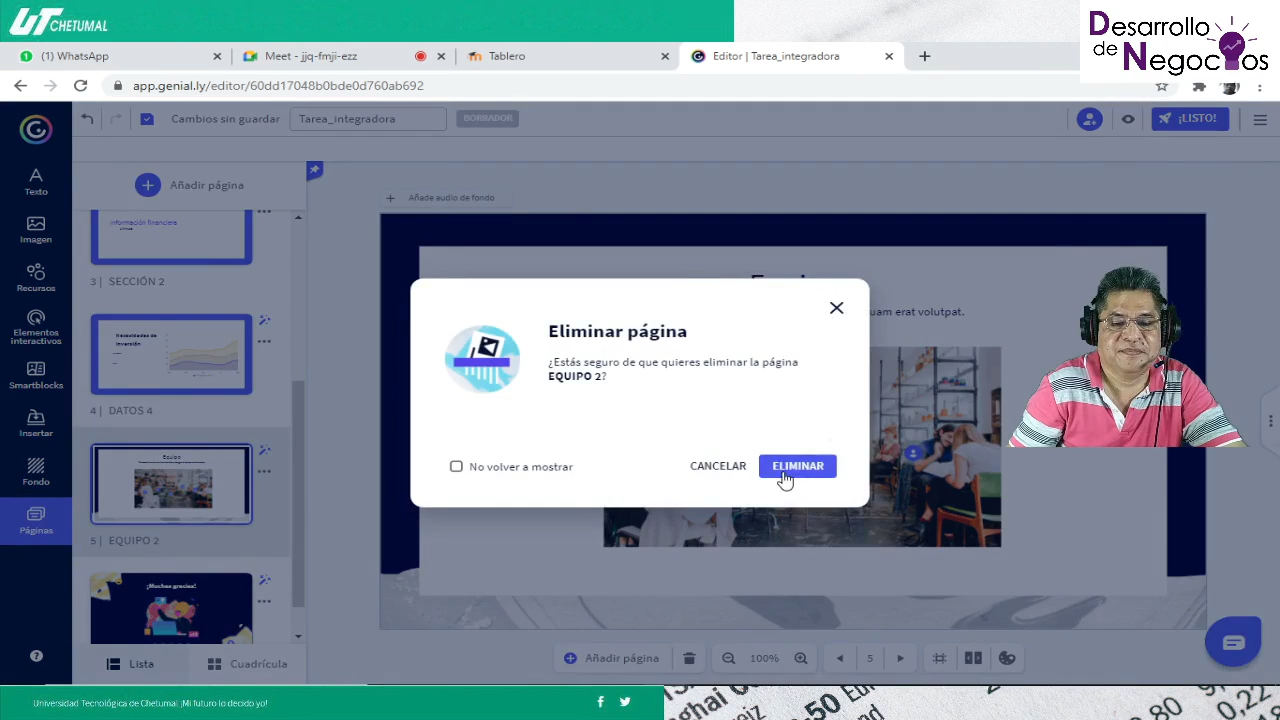 UT CHETUMAL
Desarrollo
de
Negocios
(1) WhatsApp
Meet - jjq-fmji-ezz
Tablero
Editor | Tarea_integradora
app.genial.ly/editor/60dd17048b0bde0d760ab692
Cambios sin guardar
Tarea_integradora
BORRADOR
¡LISTO!
Texto
Imagen
Recursos
Elementos
interactivos
Smartblocks
Insertar
Fondo
Páginas
Añadir página
información financiera
3 | SECCIÓN 2
Necesidades de
inversión
4 | DATOS 4
Equipo
5 | EQUIPO 2
¡Muchas gracias!
Lista
Cuadrícula
Añade audio de fondo
uam erat volutpat.
Eliminar página
¿Estás seguro de que quieres eliminar la página
EQUIPO 2?
No volver a mostrar
CANCELAR
ELIMINAR
Añadir página
100%
5
Universidad Tecnológica de Chetumal ¡Mi futuro lo decido yo!